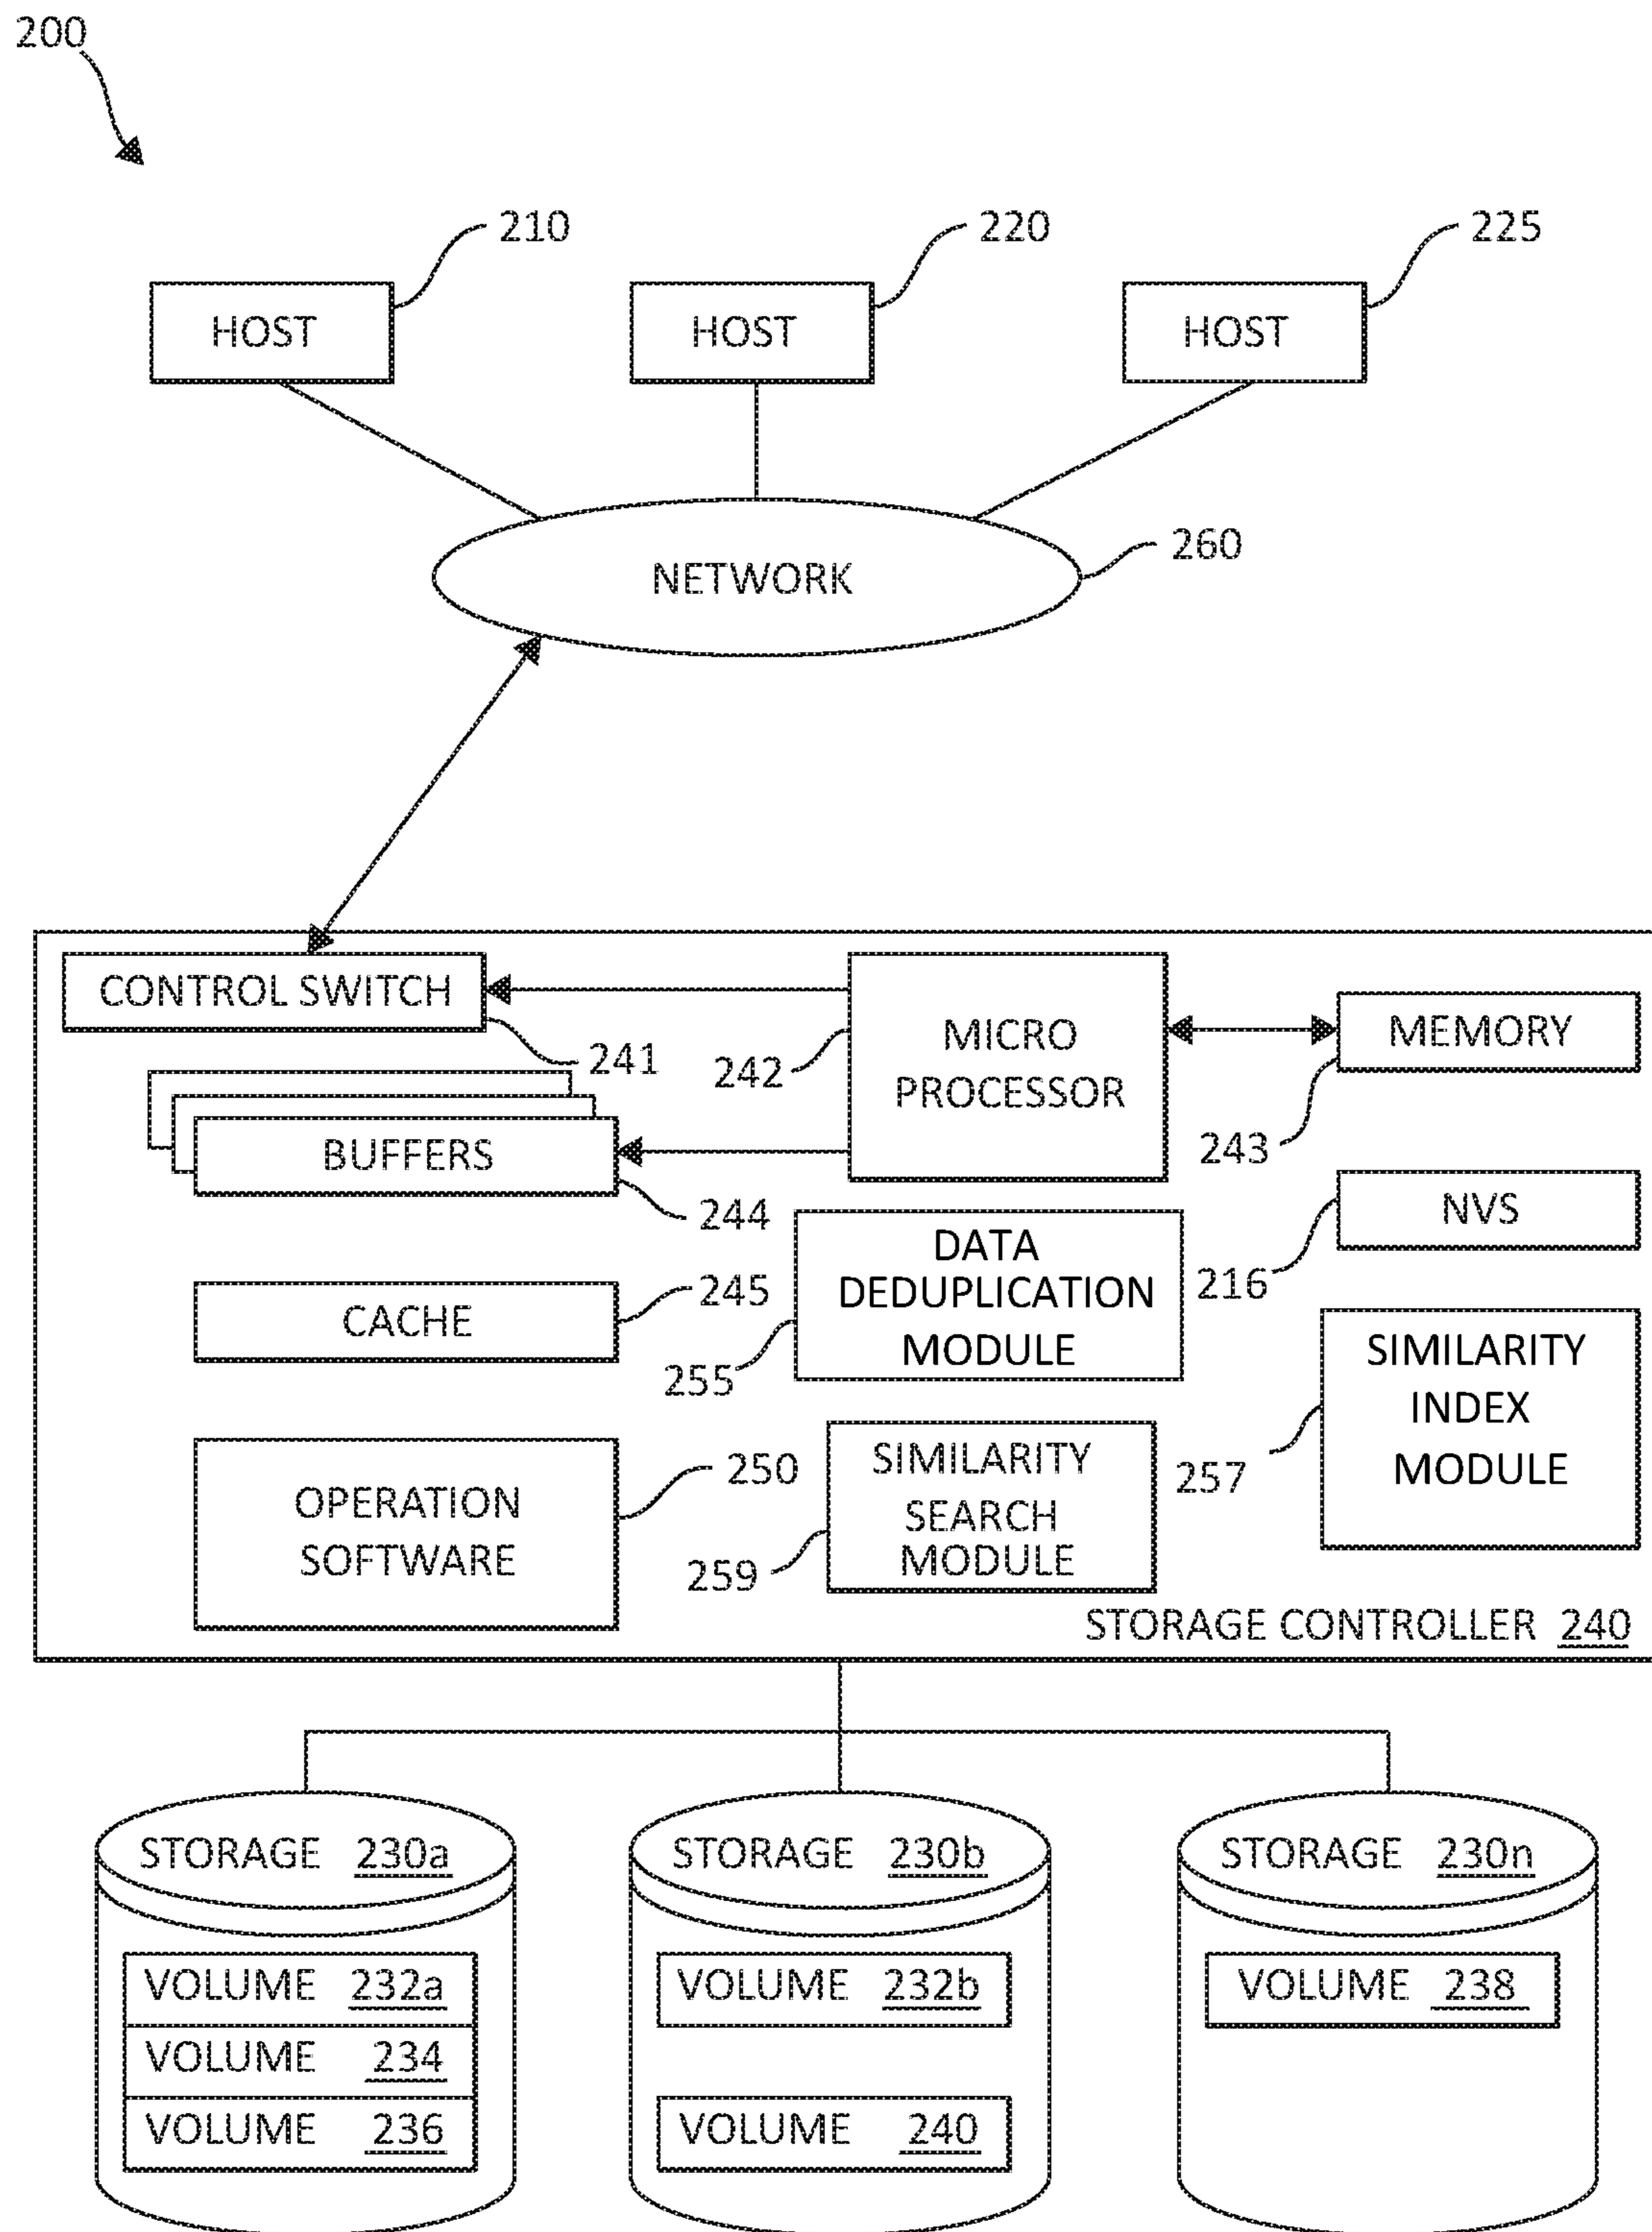 200
210
220
225
HOST
HOST
HOST
260
NETWORK
CONTROL SWITCH
241
242
MICRO
PROCESSOR
MEMORY
243
BUFFERS
244
NVS
216
CACHE
245
DATA
DEDUPLICATION
MODULE
255
SIMILARITY
INDEX
MODULE
257
OPERATION
SOFTWARE
250
SIMILARITY
SEARCH
MODULE
259
STORAGE CONTROLLER 240
STORAGE 230a
STORAGE 230b
STORAGE 230n
VOLUME 232a
VOLUME 234
VOLUME 236
VOLUME 232b
VOLUME 240
VOLUME 238